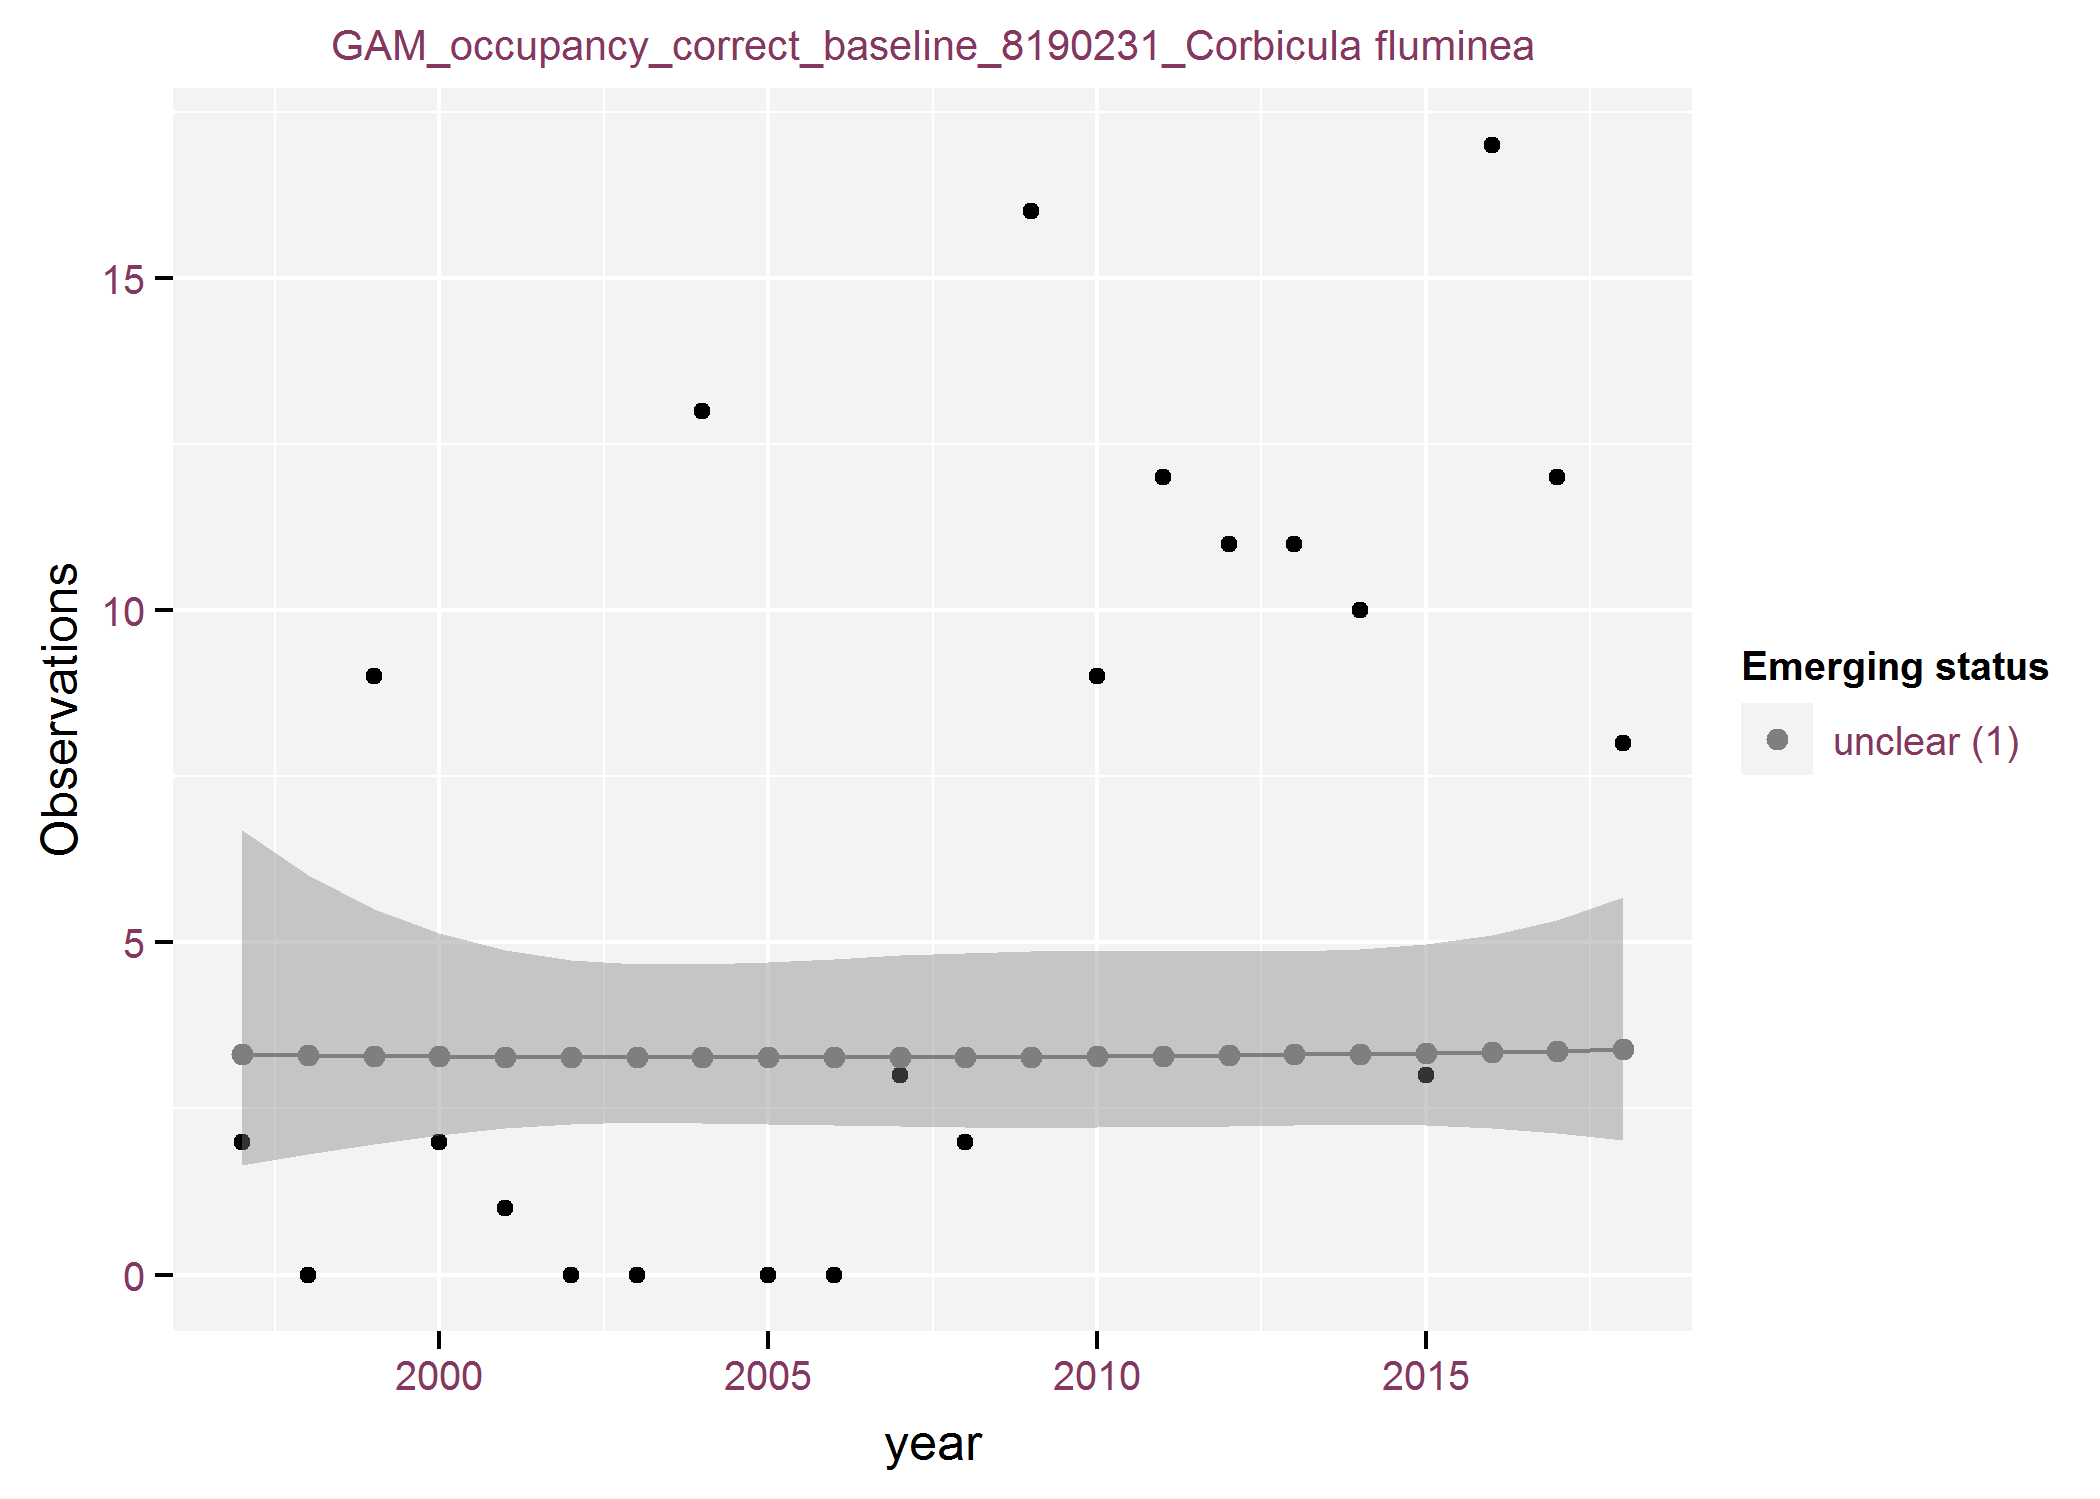 GAM_occupancy_correct_baseline_8190231_Corbicula fluminea
Observations
15
10
5
0
2000
2005
2010
2015
year
Emerging status
unclear (1)